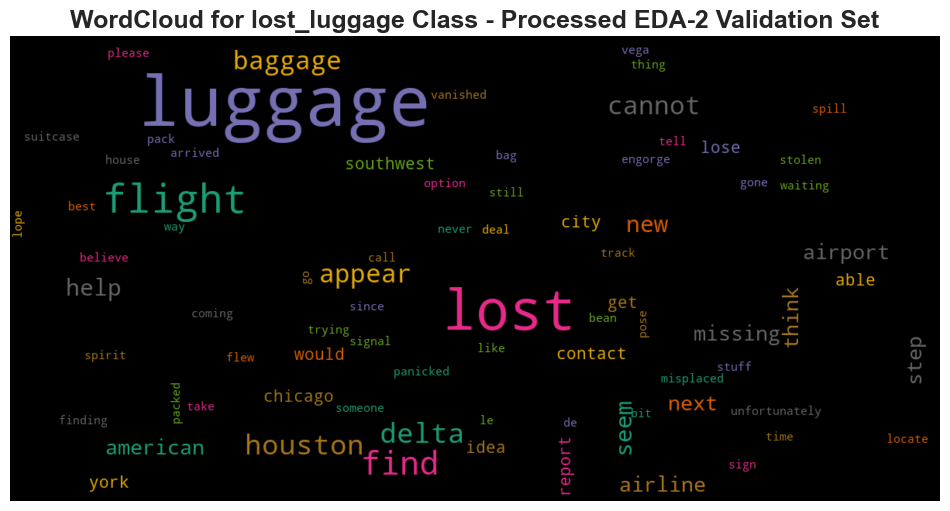 WordCloud for lost_luggage Class - Processed EDA-2 Validation Set
please
baggage
vega
thing
luggage
vanished
cannot
spill
suitcase
pack
tell
lose
house
arrived
southwest
bag
engorge
stolen
option
still
gone
waiting
flight
best
lope
way
never
deal
city
new
believe
call
track
airport
help
go
appear
able
since
get
think
coming
lost
bean
pose
trying
signal
missing
step
spirit
flew
would
like
contact
stuff
panicked
misplaced
packed
take
chicago
someone
next
unfortunately
finding
le
de
seem
bit
american
houston
delta
idea
time
locate
find
report
sign
york
airline